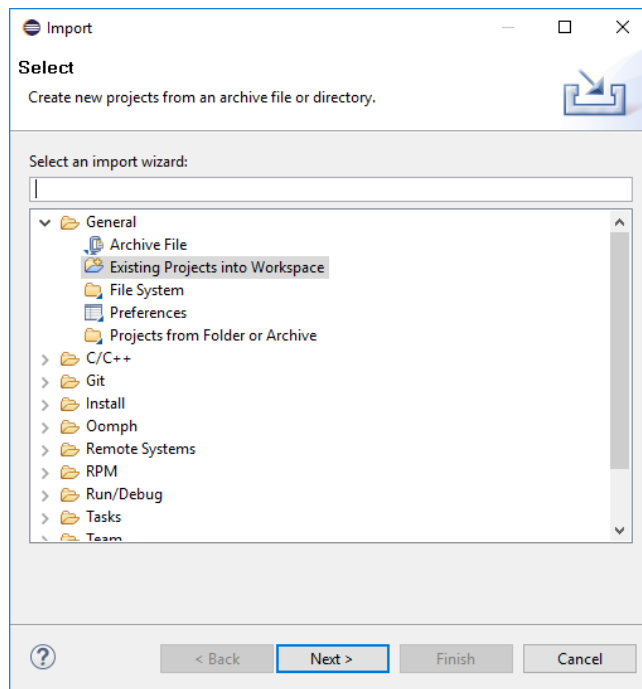 Import
Select
Create new projects from an archive file or directory.
Select an import wizard:
General
Archive File
Existing Projects into Workspace
File System
Preferences
Projects from Folder or Archive
C/C++
Git
Install
Oomph
Remote Systems
RPM
Run/Debug
Tasks
Team
?
< Back
Next >
Finish
Cancel